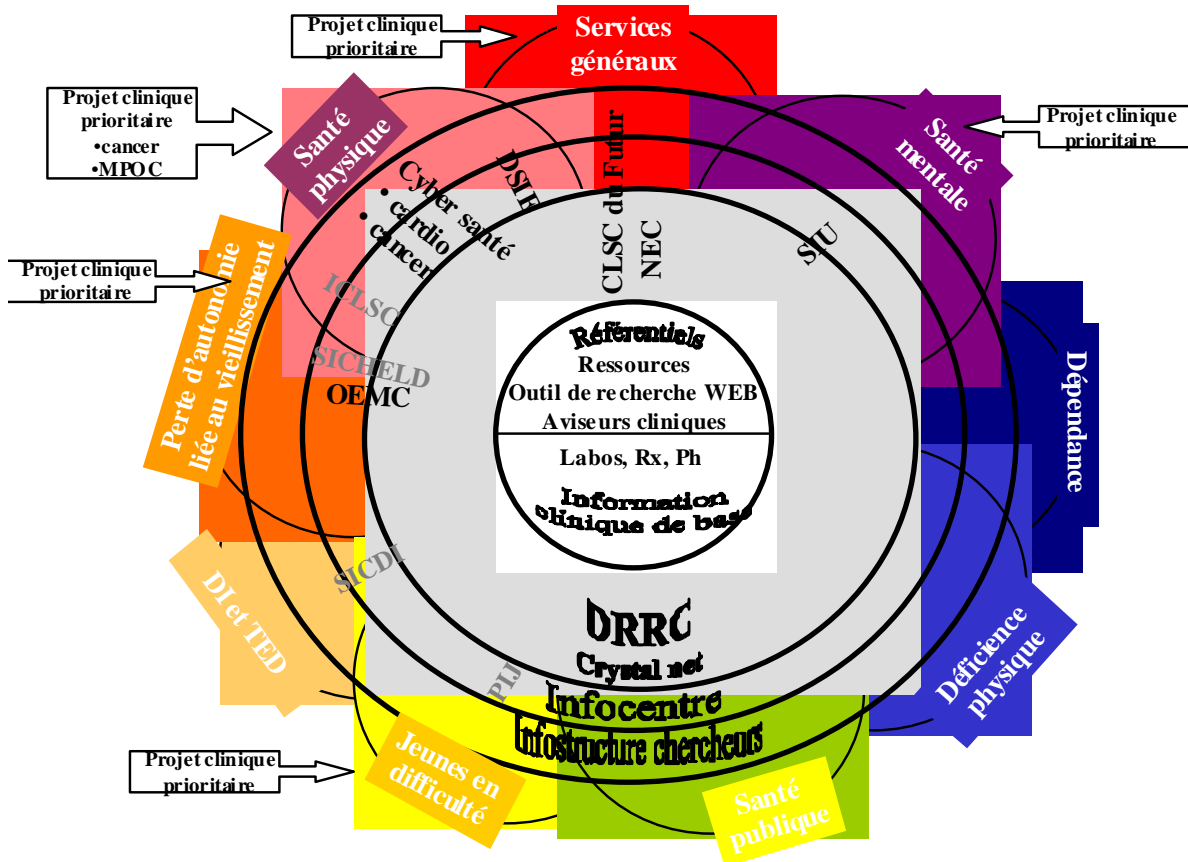 Projet clinique
prioritaire
Services
généraux
Projet clinique
prioritaire
•cancer
•MPOC
Santé
physique
Santé
mentale
Projet clinique
prioritaire
DSIE
Cyber santé
• cardio
• cancer
CLSC du Futur
NEC
SIU
Projet clinique
prioritaire
Perte d'autonomie
liée au vieillissement
ICLSC
SICHELD
OEMC
Référentiels
Ressources
Outil de recherche WEB
Aviseurs cliniques
Labos, Rx, Ph
Information
clinique de base
Dépendance
SICDI
DI et TED
Déficience
physique
DRRC
Crystal net
PIJ
Infocentre
Infostructure chercheurs
Projet clinique
prioritaire
Jeunes en
difficulté
Santé
publique